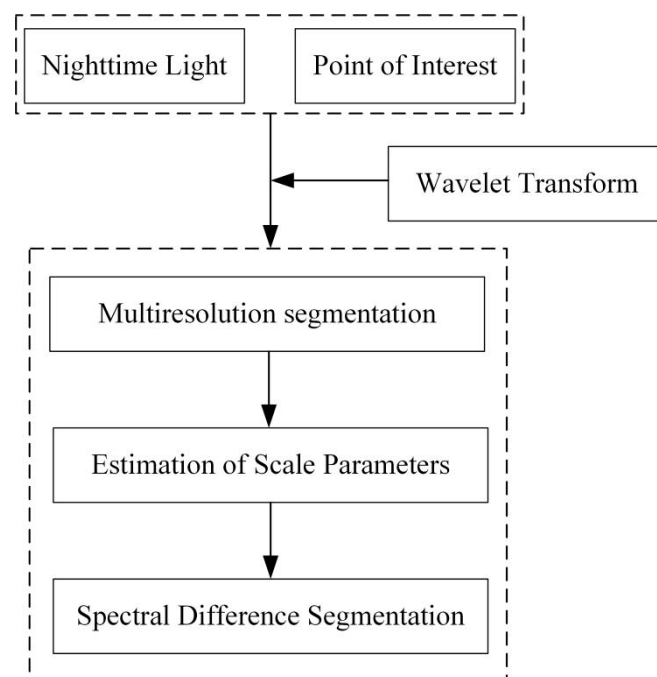 Nighttime Light
Point of Interest
Wavelet Transform
Multiresolution segmentation
Estimation of Scale Parameters
Spectral Difference Segmentation